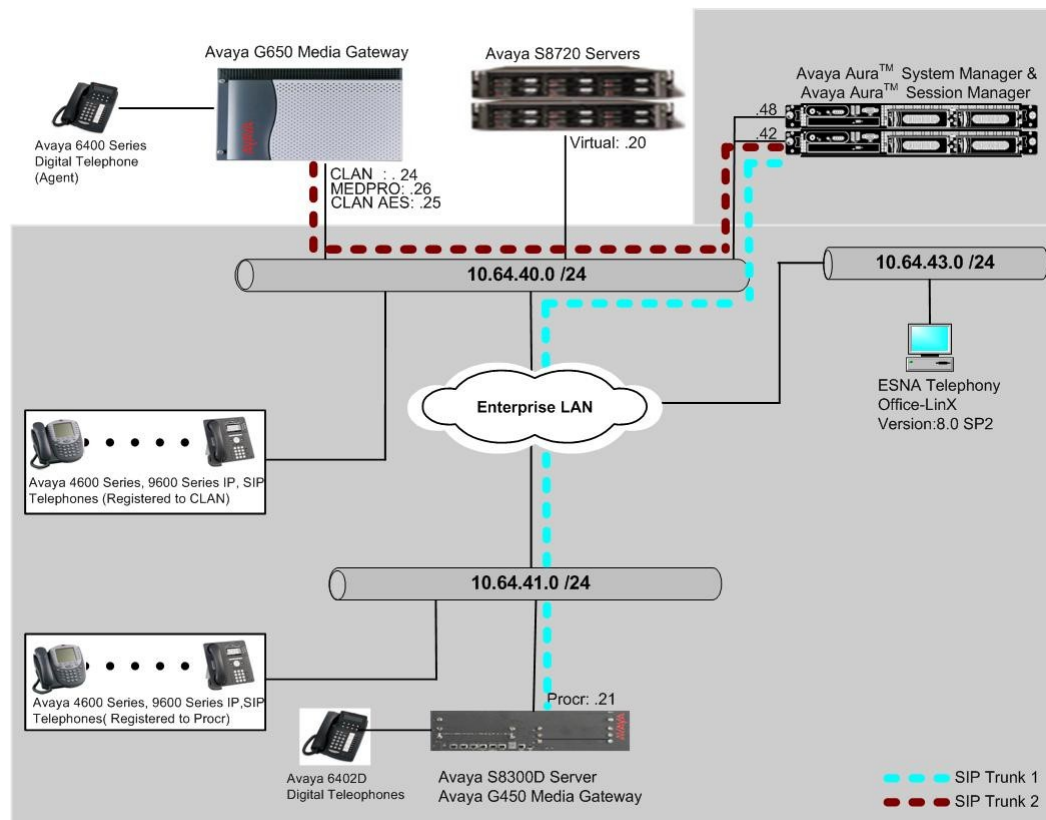 Avaya G650 Media Gateway
Avaya S8720 Servers
Avaya Aura™ System Manager &
Avaya Aura™ Session Manager
.48
.42
Avaya 6400 Series
Digital Telephone
(Agent)
Virtual: .20
CLAN : . 24
MEDPRO: .26
CLAN AES: .25
10.64.40.0 /24
10.64.43.0 /24
ESNA Telephony
Office-LinX
Version:8.0 SP2
Enterprise LAN
Avaya 4600 Series, 9600 Series IP, SIP
Telephones (Registered to CLAN)
10.64.41.0 /24
Avaya 4600 Series, 9600 Series IP,SIP
Telephones( Registered to Procr)
Procr: .21
Avaya 6402D
Digital Teleophones
Avaya S8300D Server
Avaya G450 Media Gateway
SIP Trunk 1
SIP Trunk 2